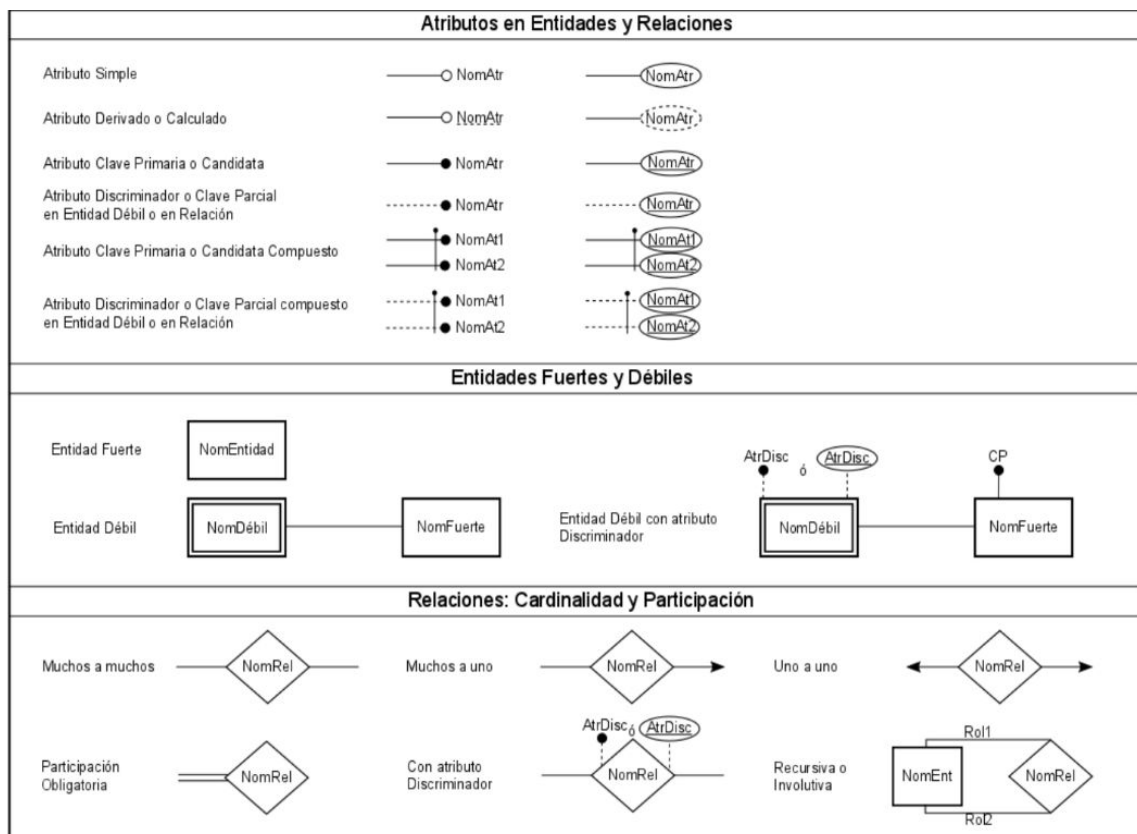 Atributos en Entidades y Relaciones
Atributo Simple
NomAtr
NomAtr
Atributo Derivado o Calculado
NomAtr
NomAtr
Atributo Clave Primaria o Candidata
NomAtr
NomAtr
Atributo Discriminador o Clave Parcial
en Entidad Débil o en Relación
NomAtr
NomAtr
Atributo Clave Primaria o Candidata Compuesto
NomAt1
NomAt2
NomAt1
NomAt2
Atributo Discriminador o Clave Parcial compuesto
en Entidad Débil o en Relación
NomAt1
NomAt2
NomAt1
NomAt2
Entidades Fuertes y Débiles
Entidad Fuerte
NomEntidad
Entidad Débil
NomDébil
NomFuerte
Entidad Débil con atributo
Discriminador
AtrDisc ó AtrDisc
CP
NomDébil
NomFuerte
Relaciones: Cardinalidad y Participación
Muchos a muchos
NomRel
Muchos a uno
NomRel
Uno a uno
NomRel
Participación
Obligatoria
NomRel
Con atributo
Discriminador
AtrDisc ó AtrDisc
NomRel
Recursiva o
Involutiva
Rol1
NomEnt
NomRel
Rol2